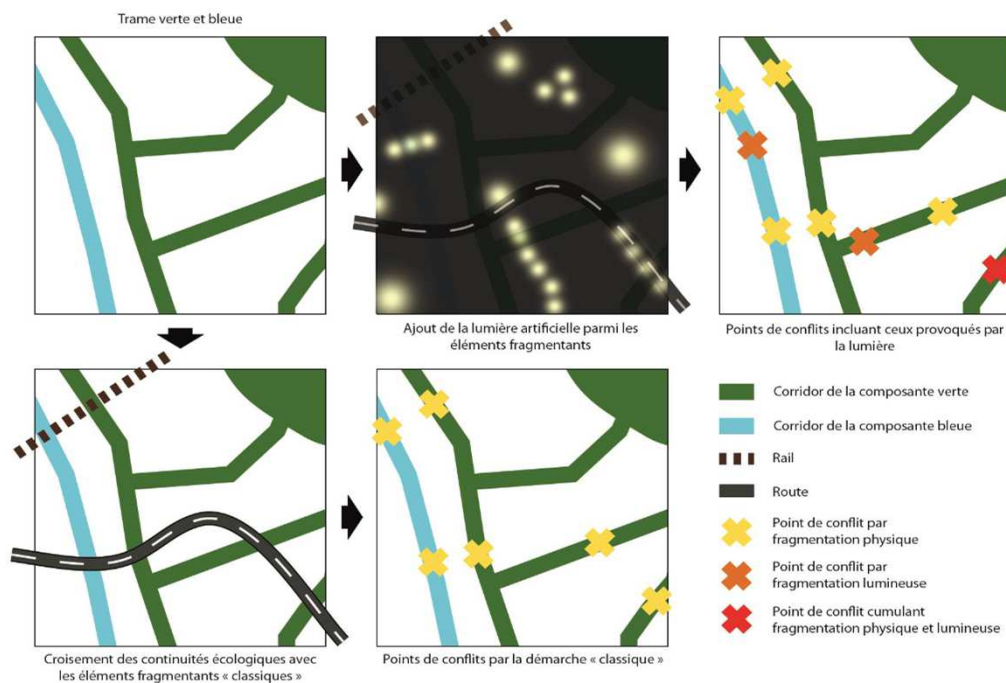 Trame verte et bleue
Ajout de la lumière artificielle parmi les
éléments fragmentants
Points de conflits incluant ceux provoqués par
la lumière
Croisement des continuités écologiques avec
les éléments fragmentants « classiques »
Points de conflits par la démarche « classique »
Corridor de la composante verte
Corridor de la composante bleue
Rail
Route
Point de conflit par
fragmentation physique
Point de conflit par
fragmentation lumineuse
Point de conflit cumulant
fragmentation physique et lumineuse